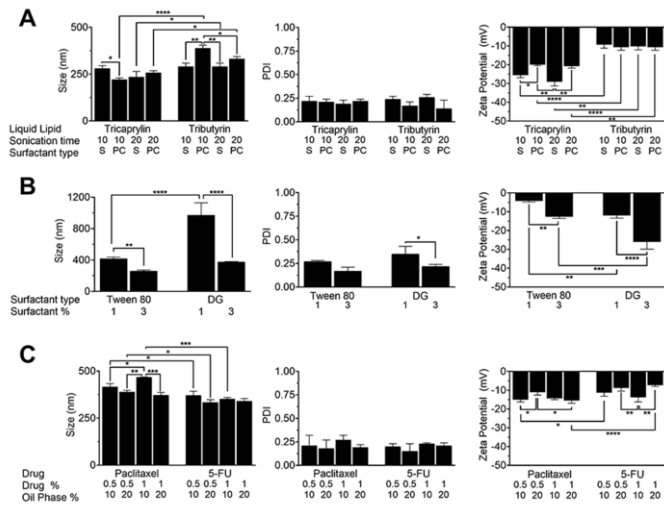 A
Size (nm)
500
250
0
****
*
*
*
*
**
**
Liquid Lipid Tricaprylin Tributyrin
Sonication time 10 10 20 20 10 10 20 20
Surfactant type S PC S PC S PC S PC
PDI
1.00
0.75
0.50
0.25
0.00
Tricaprylin Tributyrin
10 10 20 20 10 10 20 20
S PC S PC S PC S PC
Zeta Potential (mV)
0
-10
-20
-30
-40
-50
*
**
**
**
****
**
****
**
Tricaprylin Tributyrin
10 10 20 20 10 10 20 20
S PC S PC S PC S PC
B
Size (nm)
1200
800
400
0
****
****
**
Surfactant type Tween 80 DG
Surfactant % 1 3 1 3
PDI
1.00
0.75
0.50
0.25
0.00
*
Tween 80 DG
1 3 1 3
Zeta Potential (mV)
0
-10
-20
-30
-40
-50
**
****
***
**
Tween 80 DG
1 3 1 3
C
Size (nm)
500
250
0
***
*
*
*
**
***
Drug Paclitaxel 5-FU
Drug % 0.5 0.5 1 1 0.5 0.5 1 1
Oil Phase % 10 20 10 20 10 20 10 20
PDI
1.00
0.75
0.50
0.25
0.00
Paclitaxel 5-FU
0.5 0.5 1 1 0.5 0.5 1 1
10 20 10 20 10 20 10 20
Zeta Potential (mV)
0
-10
-20
-30
-40
-50
*
*
**
**
*
****
Paclitaxel 5-FU
0.5 0.5 1 1 0.5 0.5 1 1
10 20 10 20 10 20 10 20